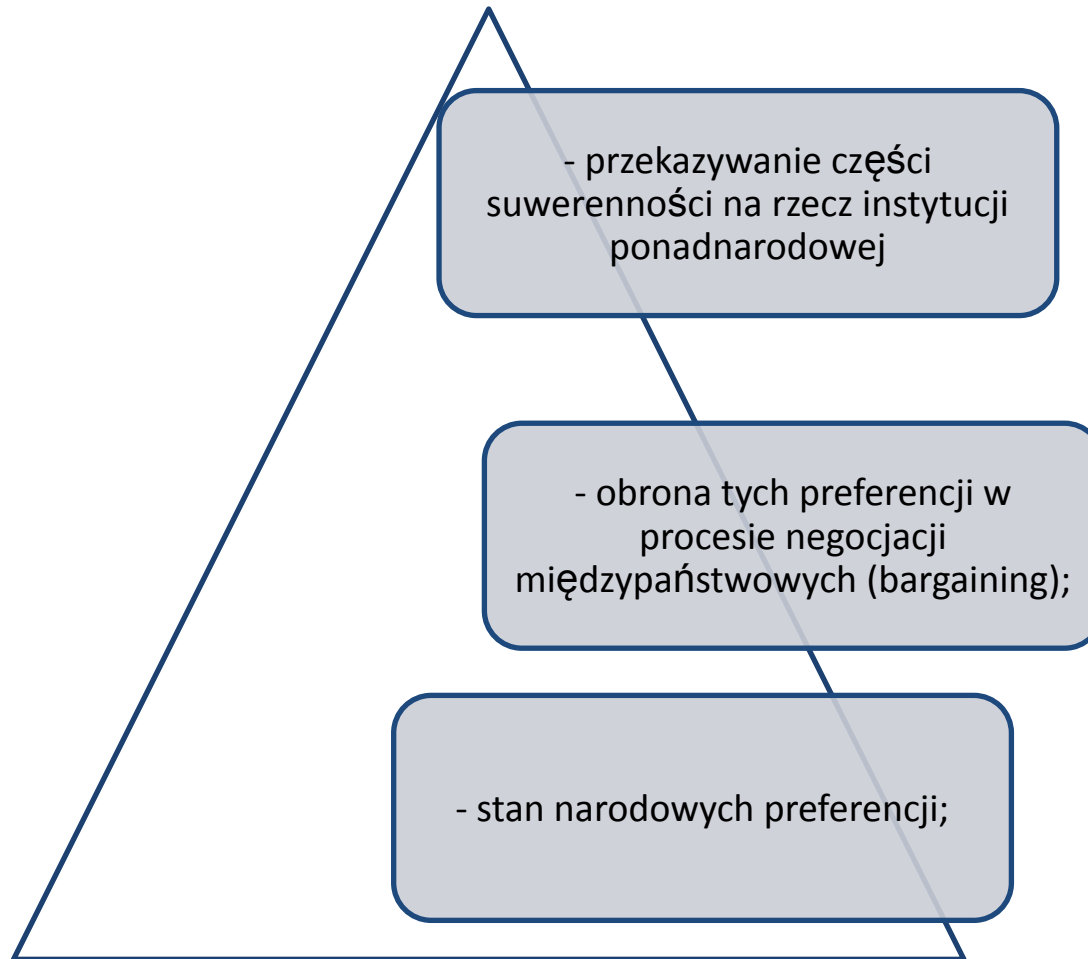 - przekazywanie części
suwerenności na rzecz instytucji
ponadnarodowej
- obrona tych preferencji w
procesie negocjacji
międzypaństwowych (bargaining);
- stan narodowych preferencji;